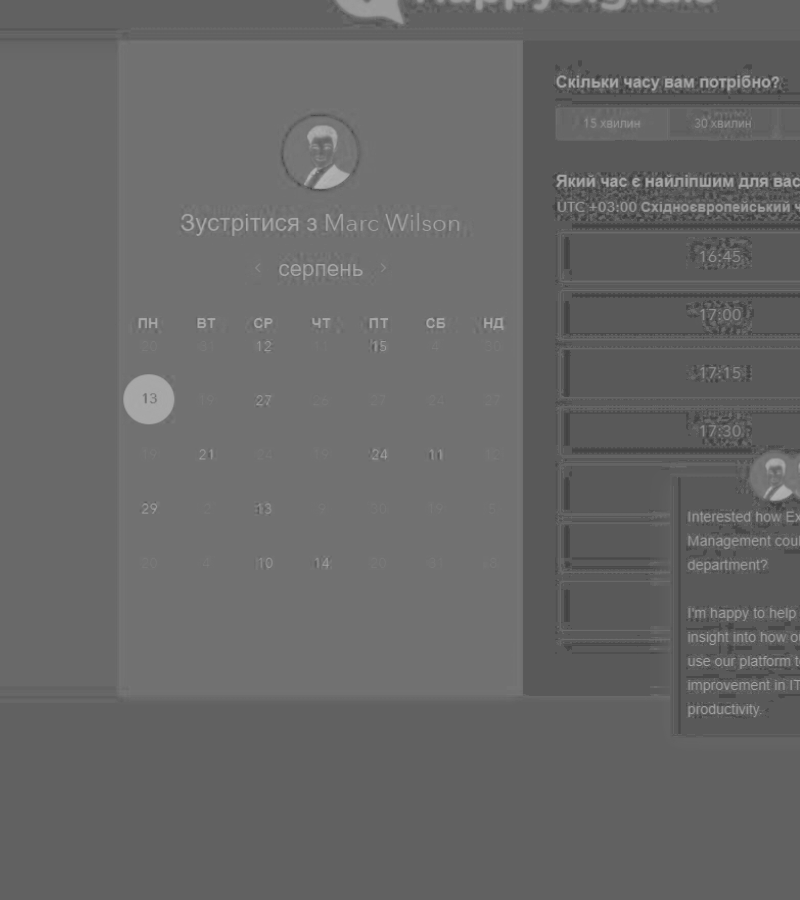 HappySignals
Зустрітися з Marc Wilson
серпень
ПН ВТ СР ЧТ ПТ СБ НД
12 15
13 27
21 24 11
29 13
10 14
Скільки часу вам потрібно?
15 хвилин 30 хвилин
Який час є найліпшим для вас
UTC +03:00 Східноєвропейський ч
16:45
17:00
17:15
17:30
Interested how Ex
Management coul
department?
I'm happy to help
insight into how ou
use our platform to
improvement in IT
productivity.